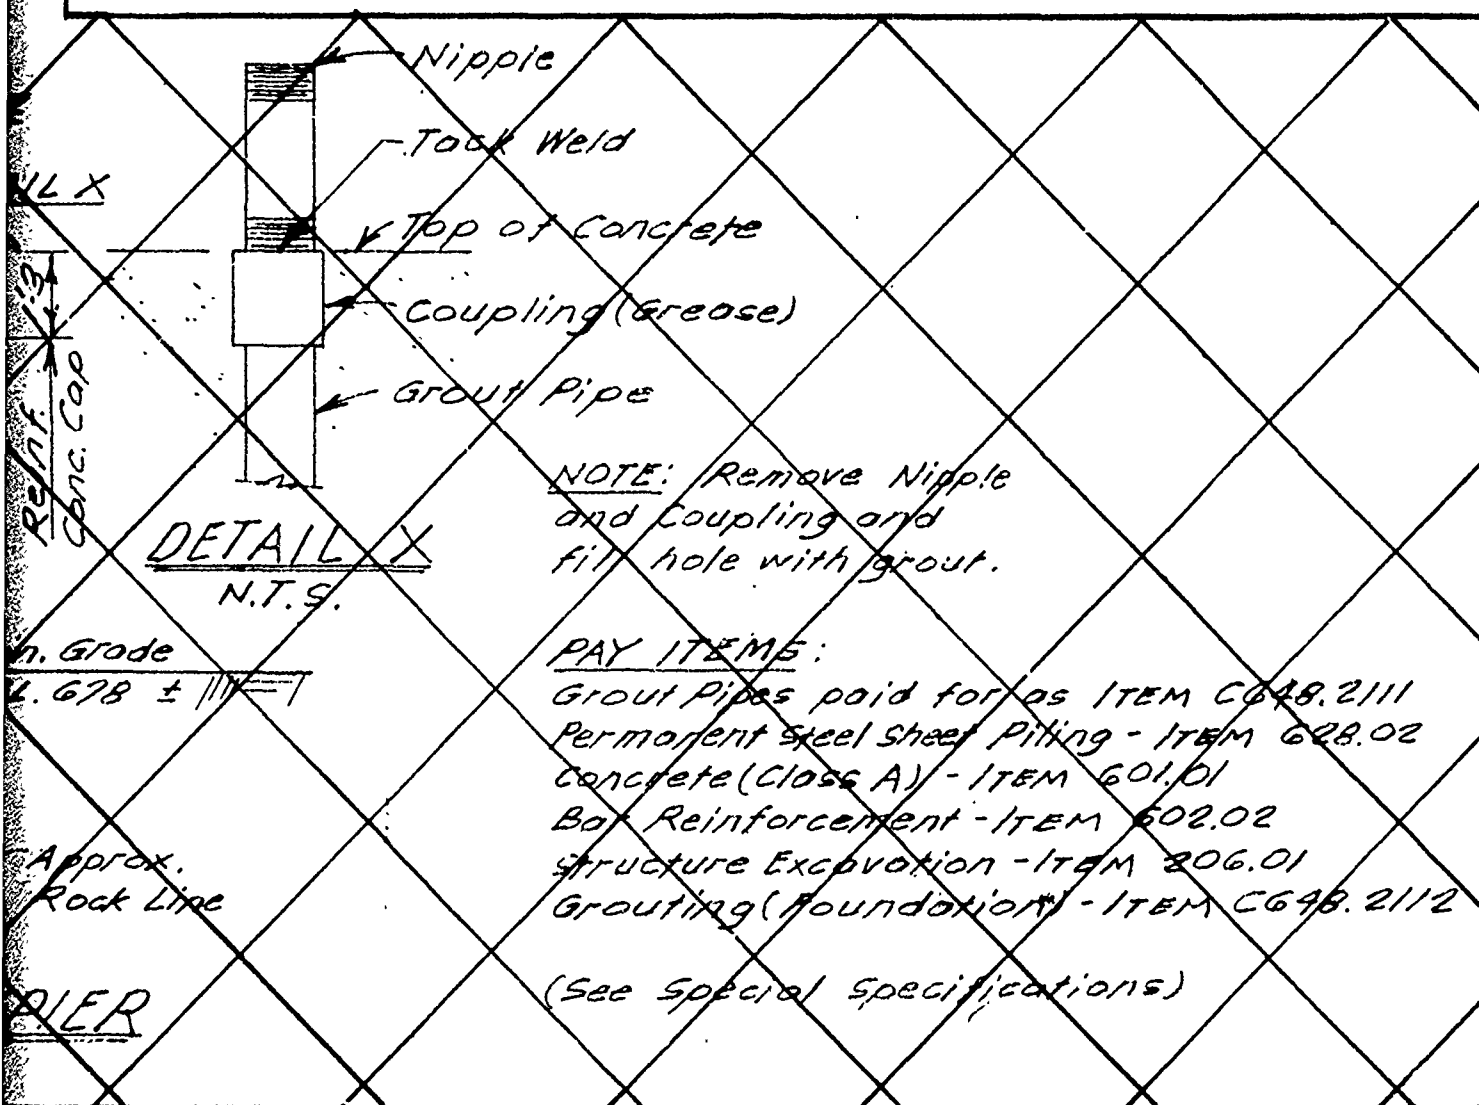 Nipple
Tack Weld
IL X
Top of Concrete
Coupling (Grease)
Grout Pipe
Reinf.
Conc. Cap
NOTE: Remove Nipple
and Coupling and
fill hole with grout.
DETAIL X
N.T.S.
n. Grade
678 ±
PAY ITEMS:
Grout Pipes paid for as ITEM C648.2111
Permanent Steel Sheet Piling - ITEM 628.02
Concrete (Class A) - ITEM 601.01
Bar Reinforcement - ITEM 602.02
Structure Excavation - ITEM 206.01
Grouting (Foundation) - ITEM C648.2112
Approx.
Rock Line
(See Special Specifications)
PIER